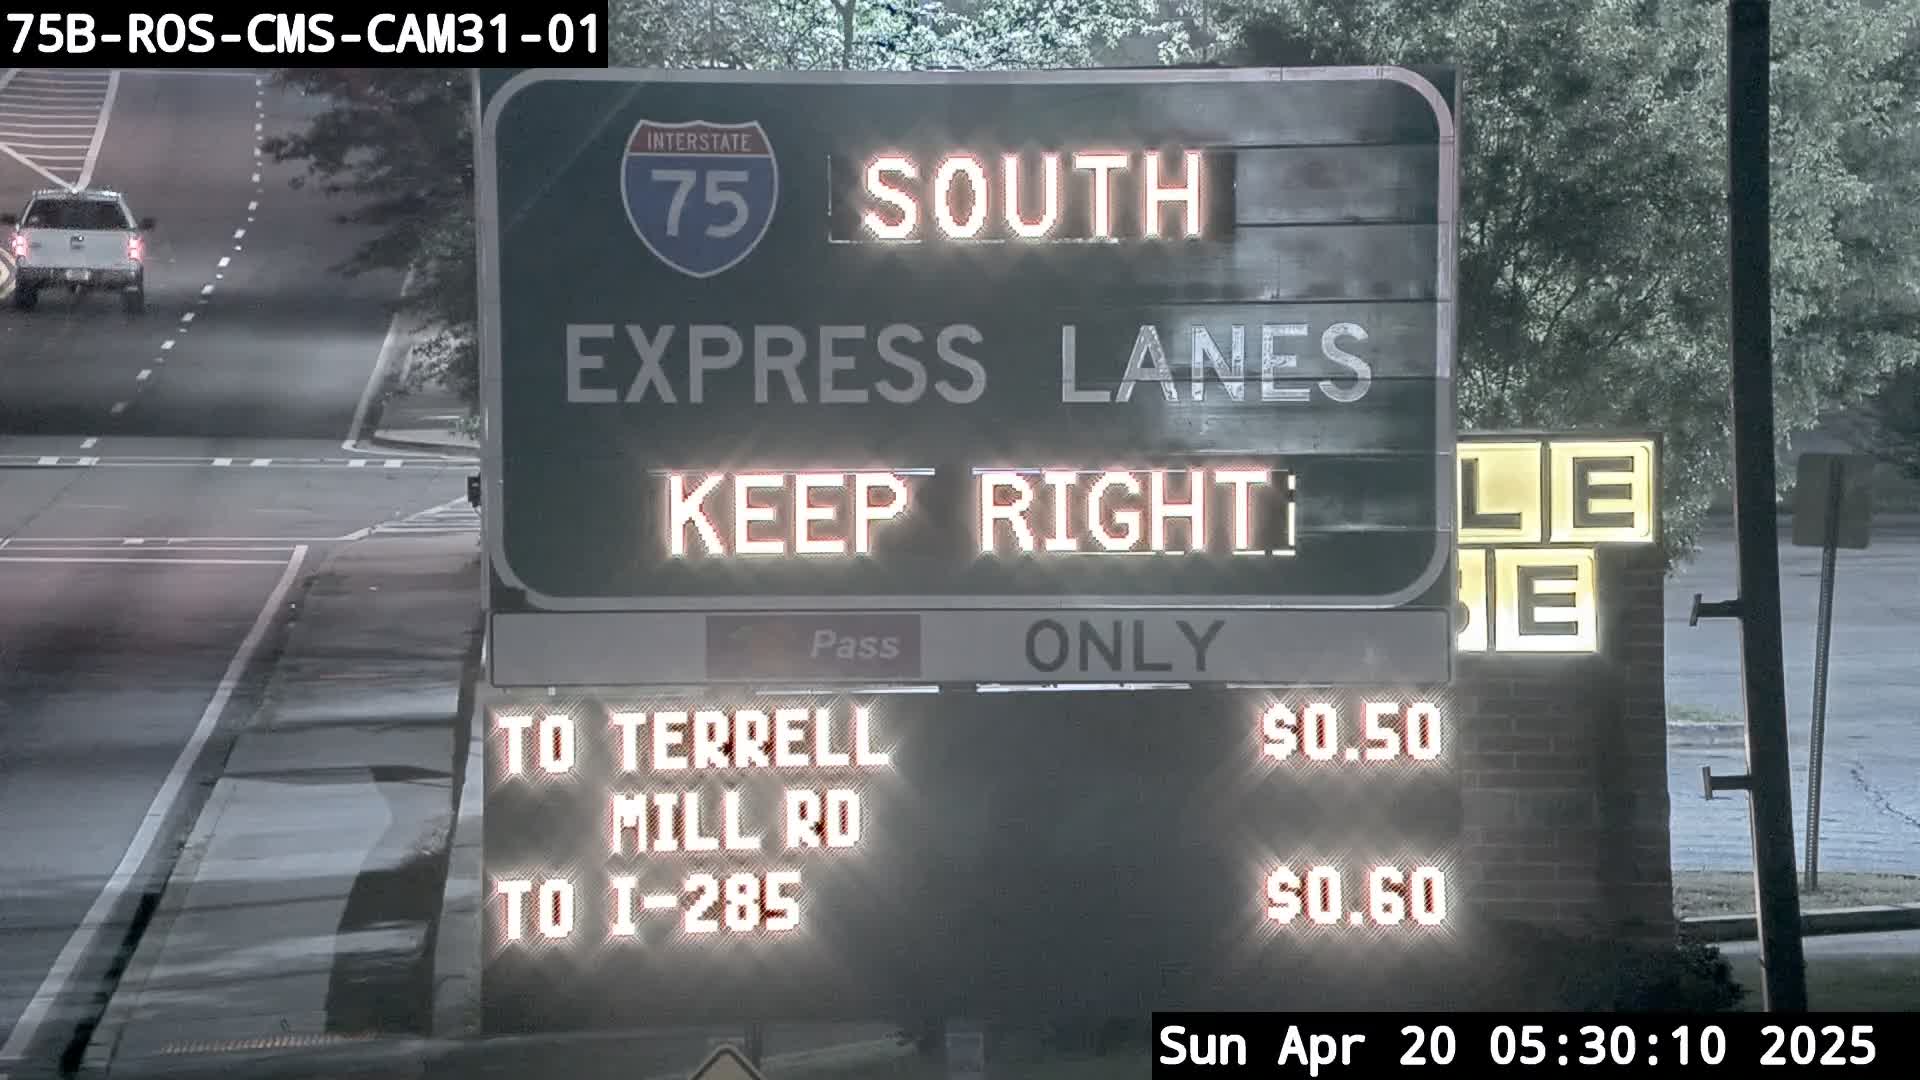 75B-ROS-CMS-CAM31-01
INTERSTATE
75
SOUTH
EXPRESS LANES
KEEP RIGHT
Pass ONLY
LE
E
TO TERRELL $0.50
MILL RD
TO I-285 $0.60
Sun Apr 20 05:30:10 2025